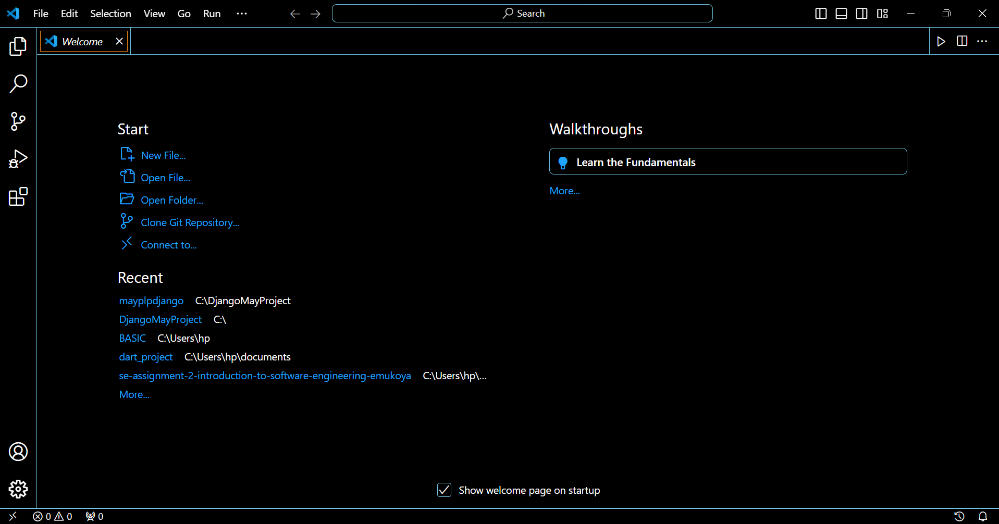 File Edit Selection View Go Run ··· Search
Welcome
Start
New File...
Open File...
Open Folder...
Clone Git Repository...
Connect to...
Recent
mayplpdjango C:\DjangoMayProject
DjangoMayProject C:\
BASIC C:\Users\hp
dart_project C:\Users\hp\documents
se-assignment-2-introduction-to-software-engineering-emukoya C:\Users\hp\...
More...
Walkthroughs
Learn the Fundamentals
More...
Show welcome page on startup
0 0 0